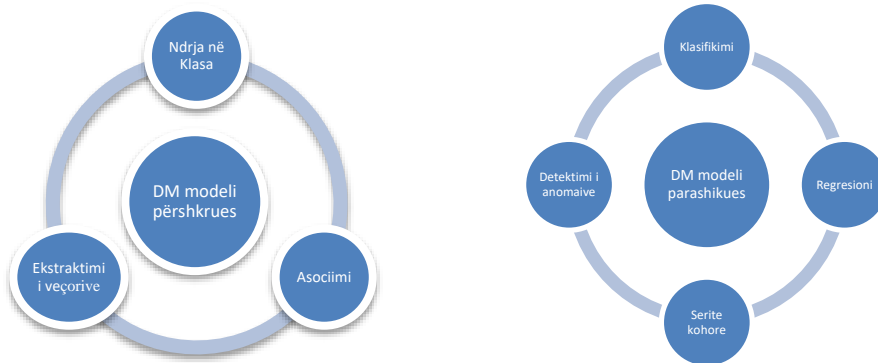 Ndrja në
Klasa
DM modeli
përshkrues
Ekstraktimi
i veçorive
Asociimi
Klasifikimi
Detektimi i
anomaive
DM modeli
parashikues
Regresioni
Serite
kohore